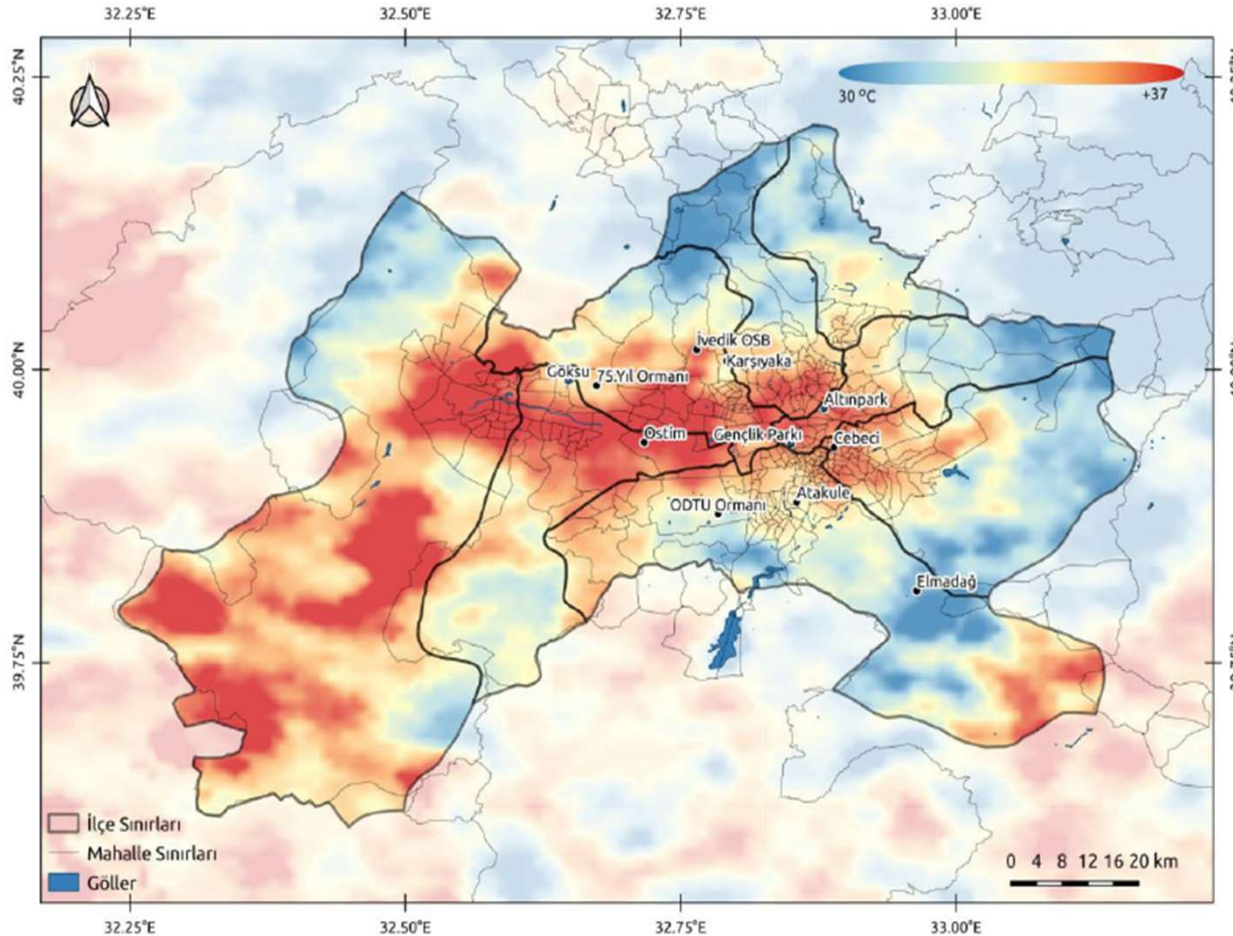 32.25°E 32.50°E 32.75°E 33.00°E
40.25°N
30 °C +37
İvedik OSB
Karşıyaka
40.00°N
Göksu 75.Yıl Ormanı
Altınpark
Ostim Gençlik Parkı Cebeci
ODTÜ Ormanı Atakule
Elmadağ
39.75°N
İlçe Sınırları
Mahalle Sınırları
Göller
0 4 8 12 16 20 km
32.25°E 32.50°E 32.75°E 33.00°E